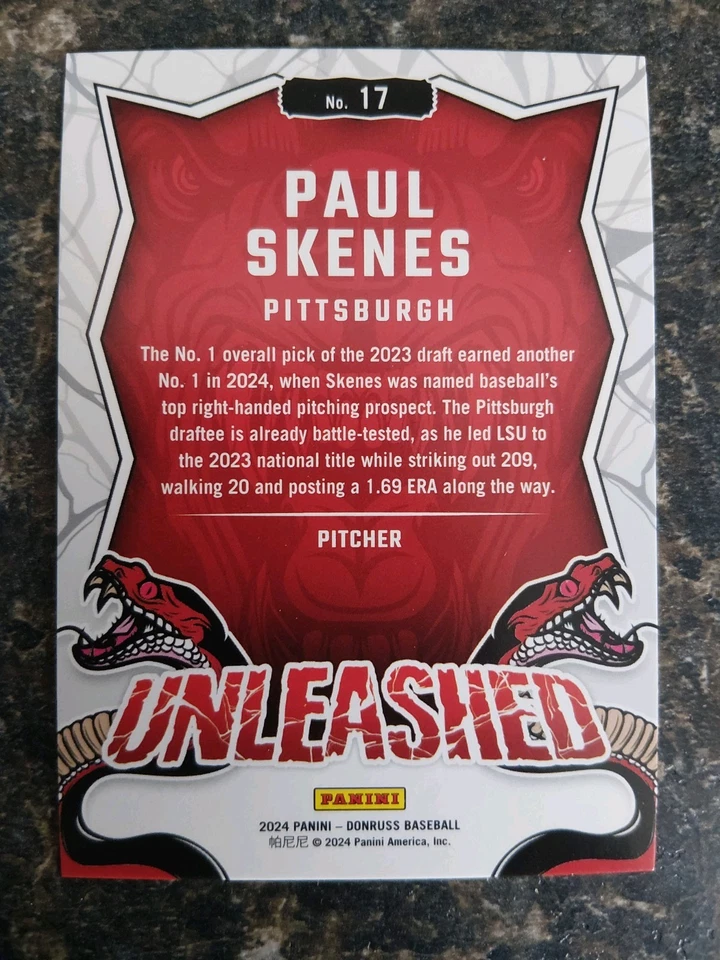 No. 17
PAUL
SKENES
PITTSBURGH
The No. 1 overall pick of the 2023 draft earned another
No. 1 in 2024, when Skenes was named baseball's
top right-handed pitching prospect. The Pittsburgh
draftee is already battle-tested, as he led LSU to
the 2023 national title while striking out 209,
walking 20 and posting a 1.69 ERA along the way.
PITCHER
UNLEASHED
PANINI
2024 PANINI – DONRUSS BASEBALL
帕尼尼 © 2024 Panini America, Inc.